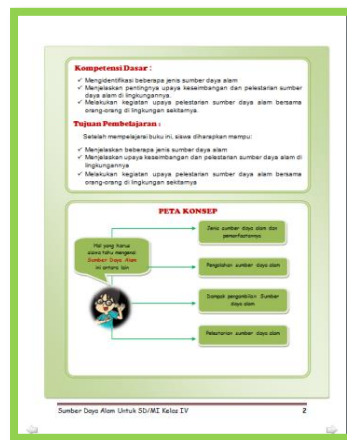 Kompetensi Dasar :
✓ Mengidentifikasi beberapa jenis sumber daya alam
✓ Menjelaskan pentingnya upaya keseimbangan dan pelestarian sumber
daya alam di lingkungannya.
✓ Melakukan kegiatan upaya pelestarian sumber daya alam bersama
orang-orang di lingkungan sekitarnya.
Tujuan Pembelajaran :
Setelah mempelajarai buku ini, siswa diharapkan mampu:
✓ Menjelaskan beberapa jenis sumber daya alam
✓ Menjelaskan upaya keseimbangan dan pelestarian sumber daya alam di
lingkungannya
✓ Melakukan kegiatan upaya pelestarian sumber daya alam bersama
orang-orang di lingkungan sekitarnya
PETA KONSEP
Hal yang harus
siswa tahu mengenai
Sumber Daya Alam
ini antara lain
Jenis sumber daya alam dan
pemanfaatannya
Pengolahan sumber daya alam
Dampak pengambilan Sumber
daya alam
Pelestarian sumber daya alam
Sumber Daya Alam Untuk SD/MI Kelas IV 2